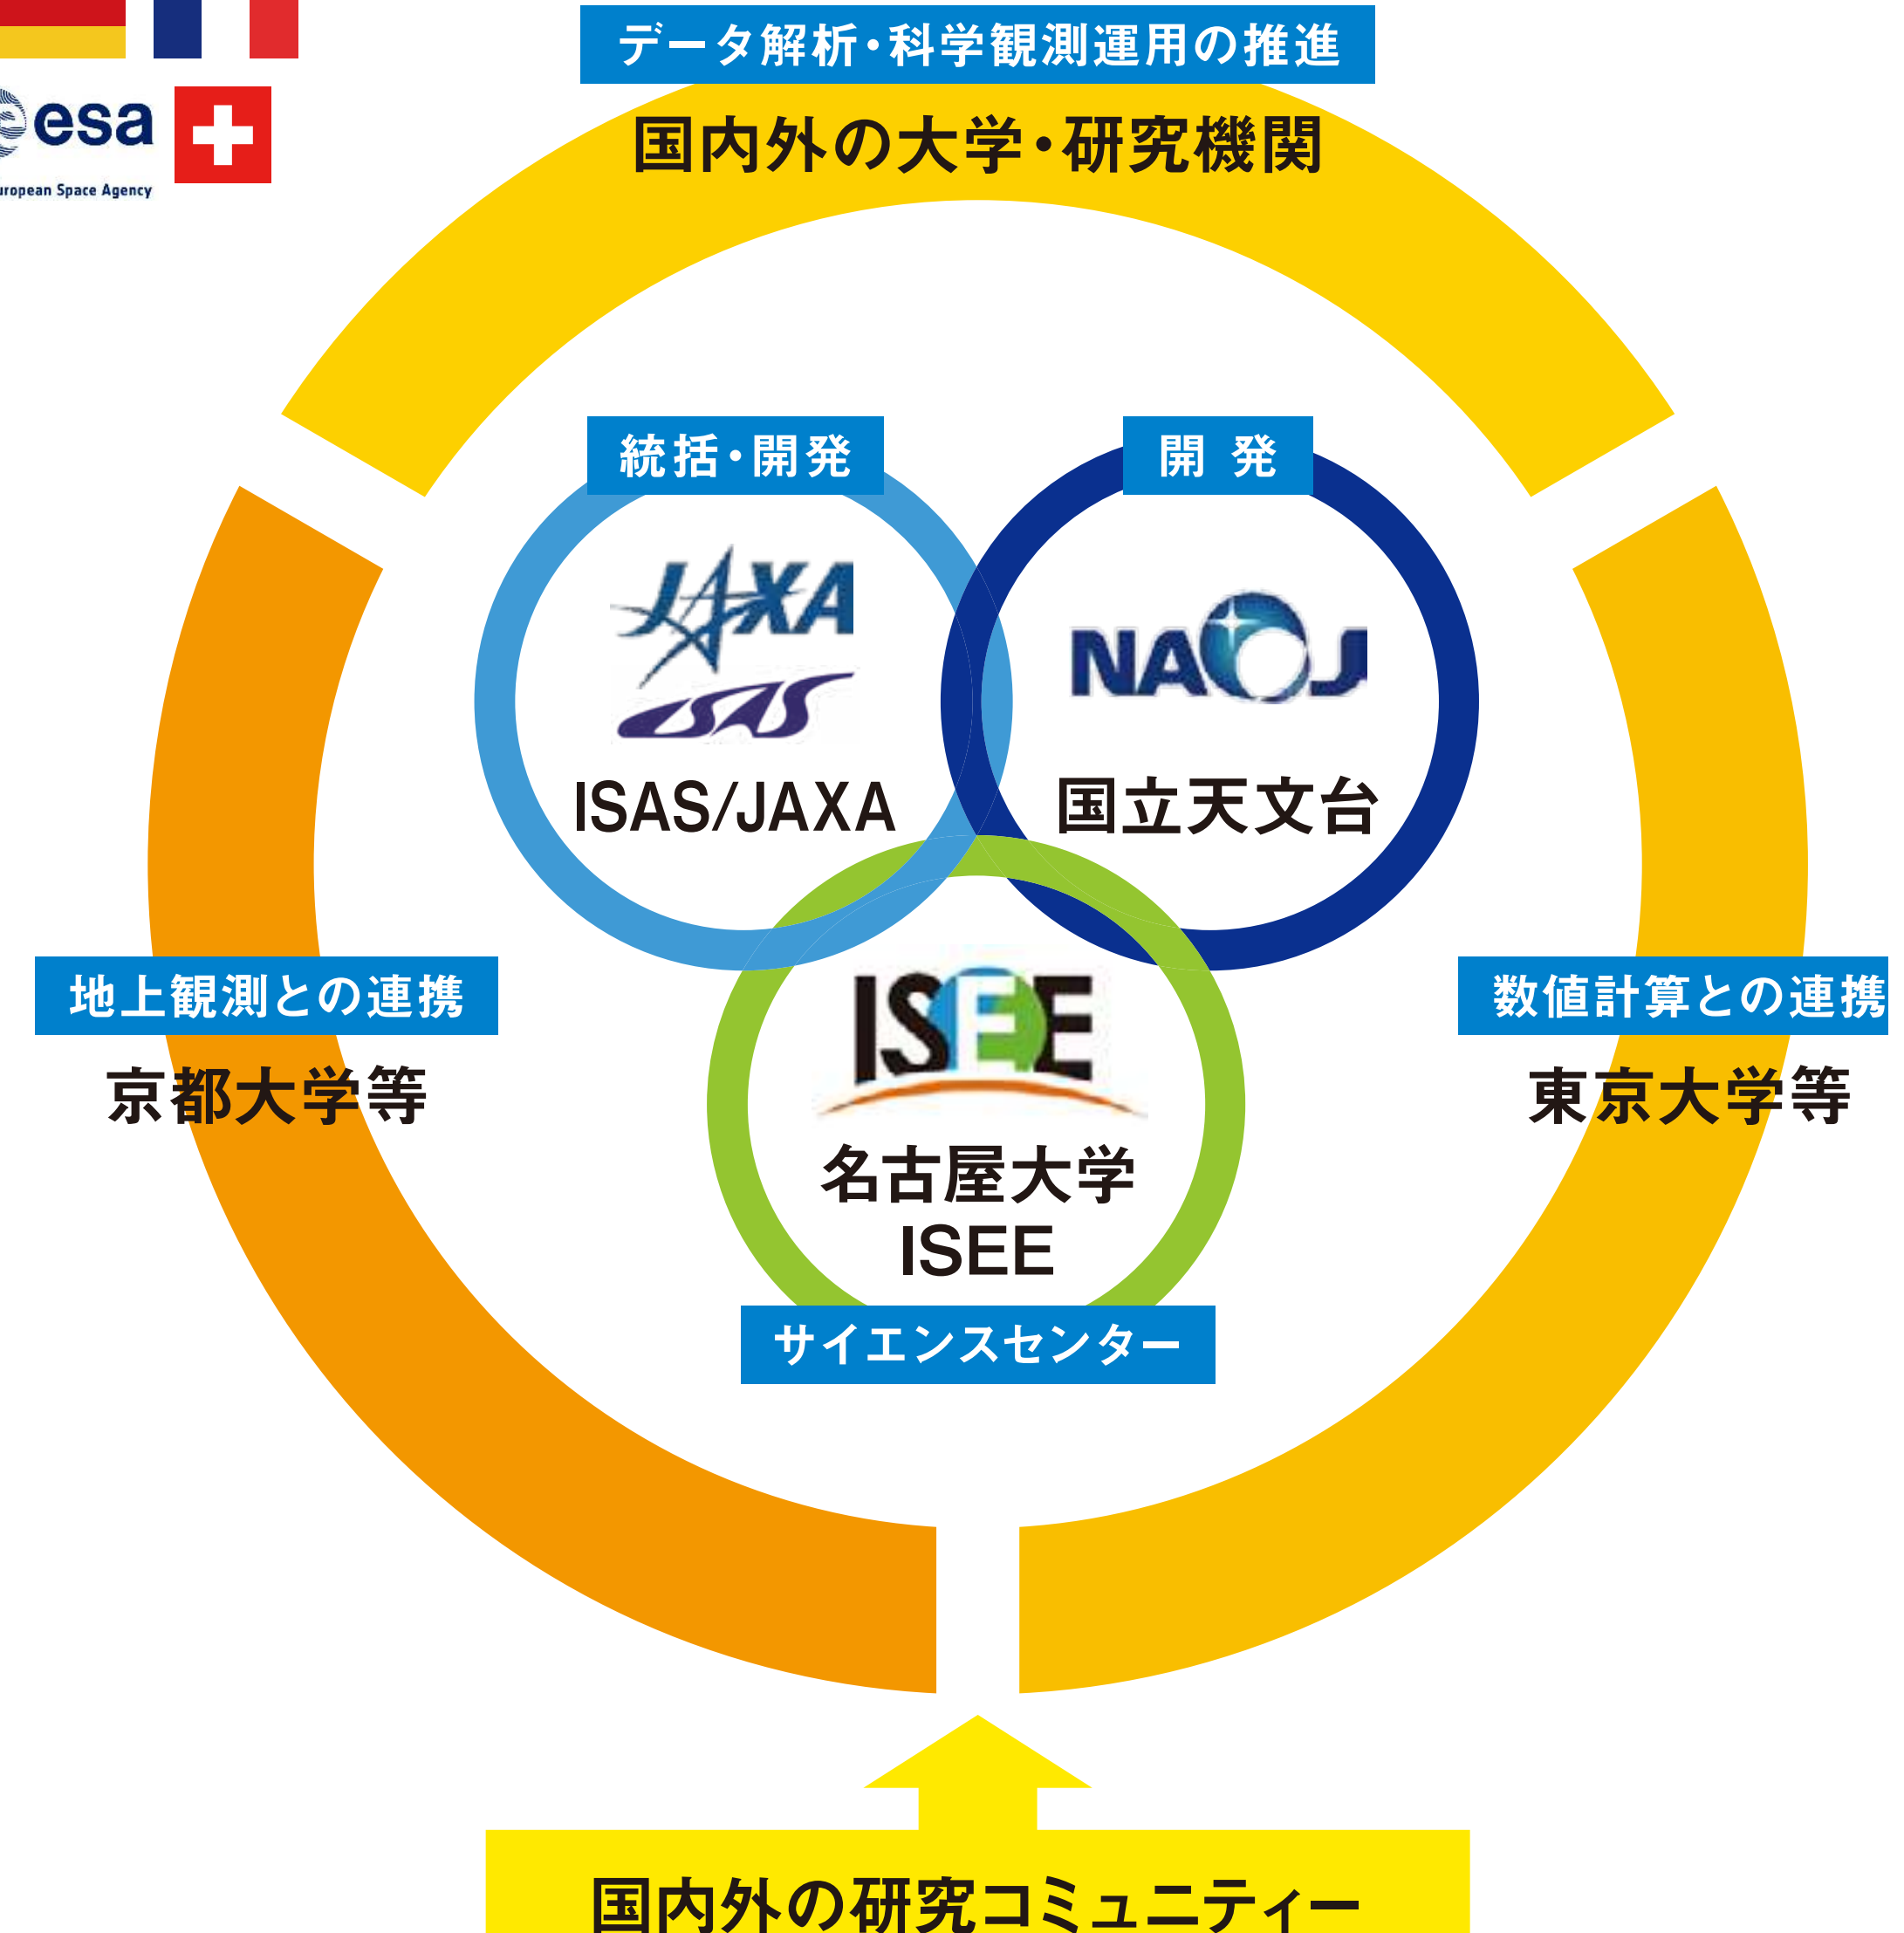 データ解析・科学観測運用の推進
国内外の大学・研究機関
esa
uropean Space Agency
統括・開発
開発
JAXA
ISAS
NAOJ
ISAS/JAXA
国立天文台
地上観測との連携
京都大学等
数値計算との連携
東京大学等
ISEE
名古屋大学
ISEE
サイエンスセンター
国内外の研究コミュニティー